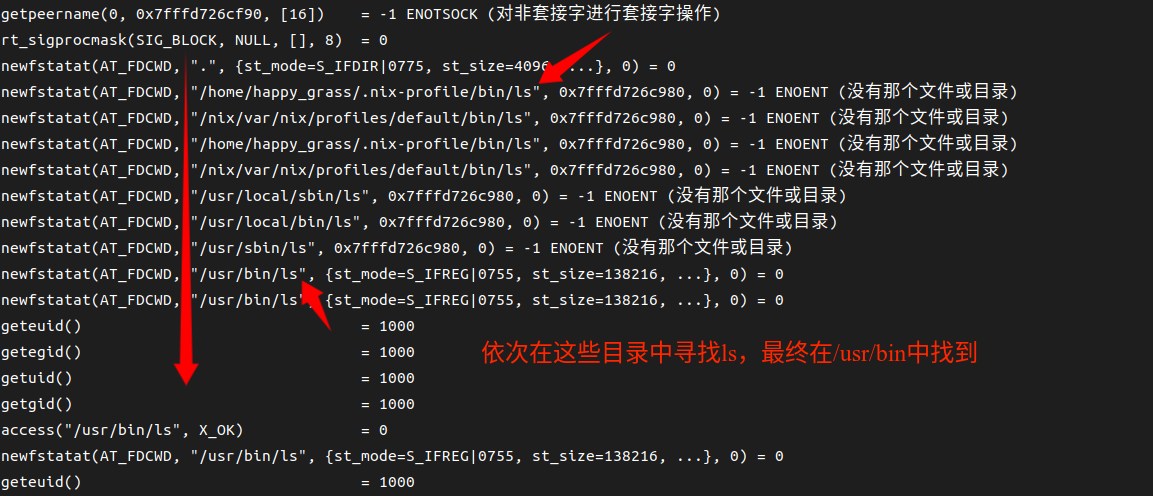 getpeername(0, 0x7fffd726cf90, [16])    = -1 ENOTSOCK (对非套接字进行套接字操作)
rt_sigprocmask(SIG_BLOCK, NULL, [], 8)  = 0
newfstatat(AT_FDCWD, ".", {st_mode=S_IFDIR|0775, st_size=4096, ...}, 0) = 0
newfstatat(AT_FDCWD, "/home/happy_grass/.nix-profile/bin/ls", 0x7fffd726c980, 0) = -1 ENOENT (没有那个文件或目录)
newfstatat(AT_FDCWD, "/nix/var/nix/profiles/default/bin/ls", 0x7fffd726c980, 0) = -1 ENOENT (没有那个文件或目录)
newfstatat(AT_FDCWD, "/home/happy_grass/.nix-profile/bin/ls", 0x7fffd726c980, 0) = -1 ENOENT (没有那个文件或目录)
newfstatat(AT_FDCWD, "/nix/var/nix/profiles/default/bin/ls", 0x7fffd726c980, 0) = -1 ENOENT (没有那个文件或目录)
newfstatat(AT_FDCWD, "/usr/local/sbin/ls", 0x7fffd726c980, 0) = -1 ENOENT (没有那个文件或目录)
newfstatat(AT_FDCWD, "/usr/local/bin/ls", 0x7fffd726c980, 0) = -1 ENOENT (没有那个文件或目录)
newfstatat(AT_FDCWD, "/usr/sbin/ls", 0x7fffd726c980, 0) = -1 ENOENT (没有那个文件或目录)
newfstatat(AT_FDCWD, "/usr/bin/ls", {st_mode=S_IFREG|0755, st_size=138216, ...}, 0) = 0
newfstatat(AT_FDCWD, "/usr/bin/ls", {st_mode=S_IFREG|0755, st_size=138216, ...}, 0) = 0
geteuid()                               = 1000
getegid()                               = 1000
getuid()                                = 1000
getgid()                                = 1000
依次在这些目录中寻找ls，最终在/usr/bin中找到
access("/usr/bin/ls", X_OK)             = 0
newfstatat(AT_FDCWD, "/usr/bin/ls", {st_mode=S_IFREG|0755, st_size=138216, ...}, 0) = 0
geteuid()                               = 1000